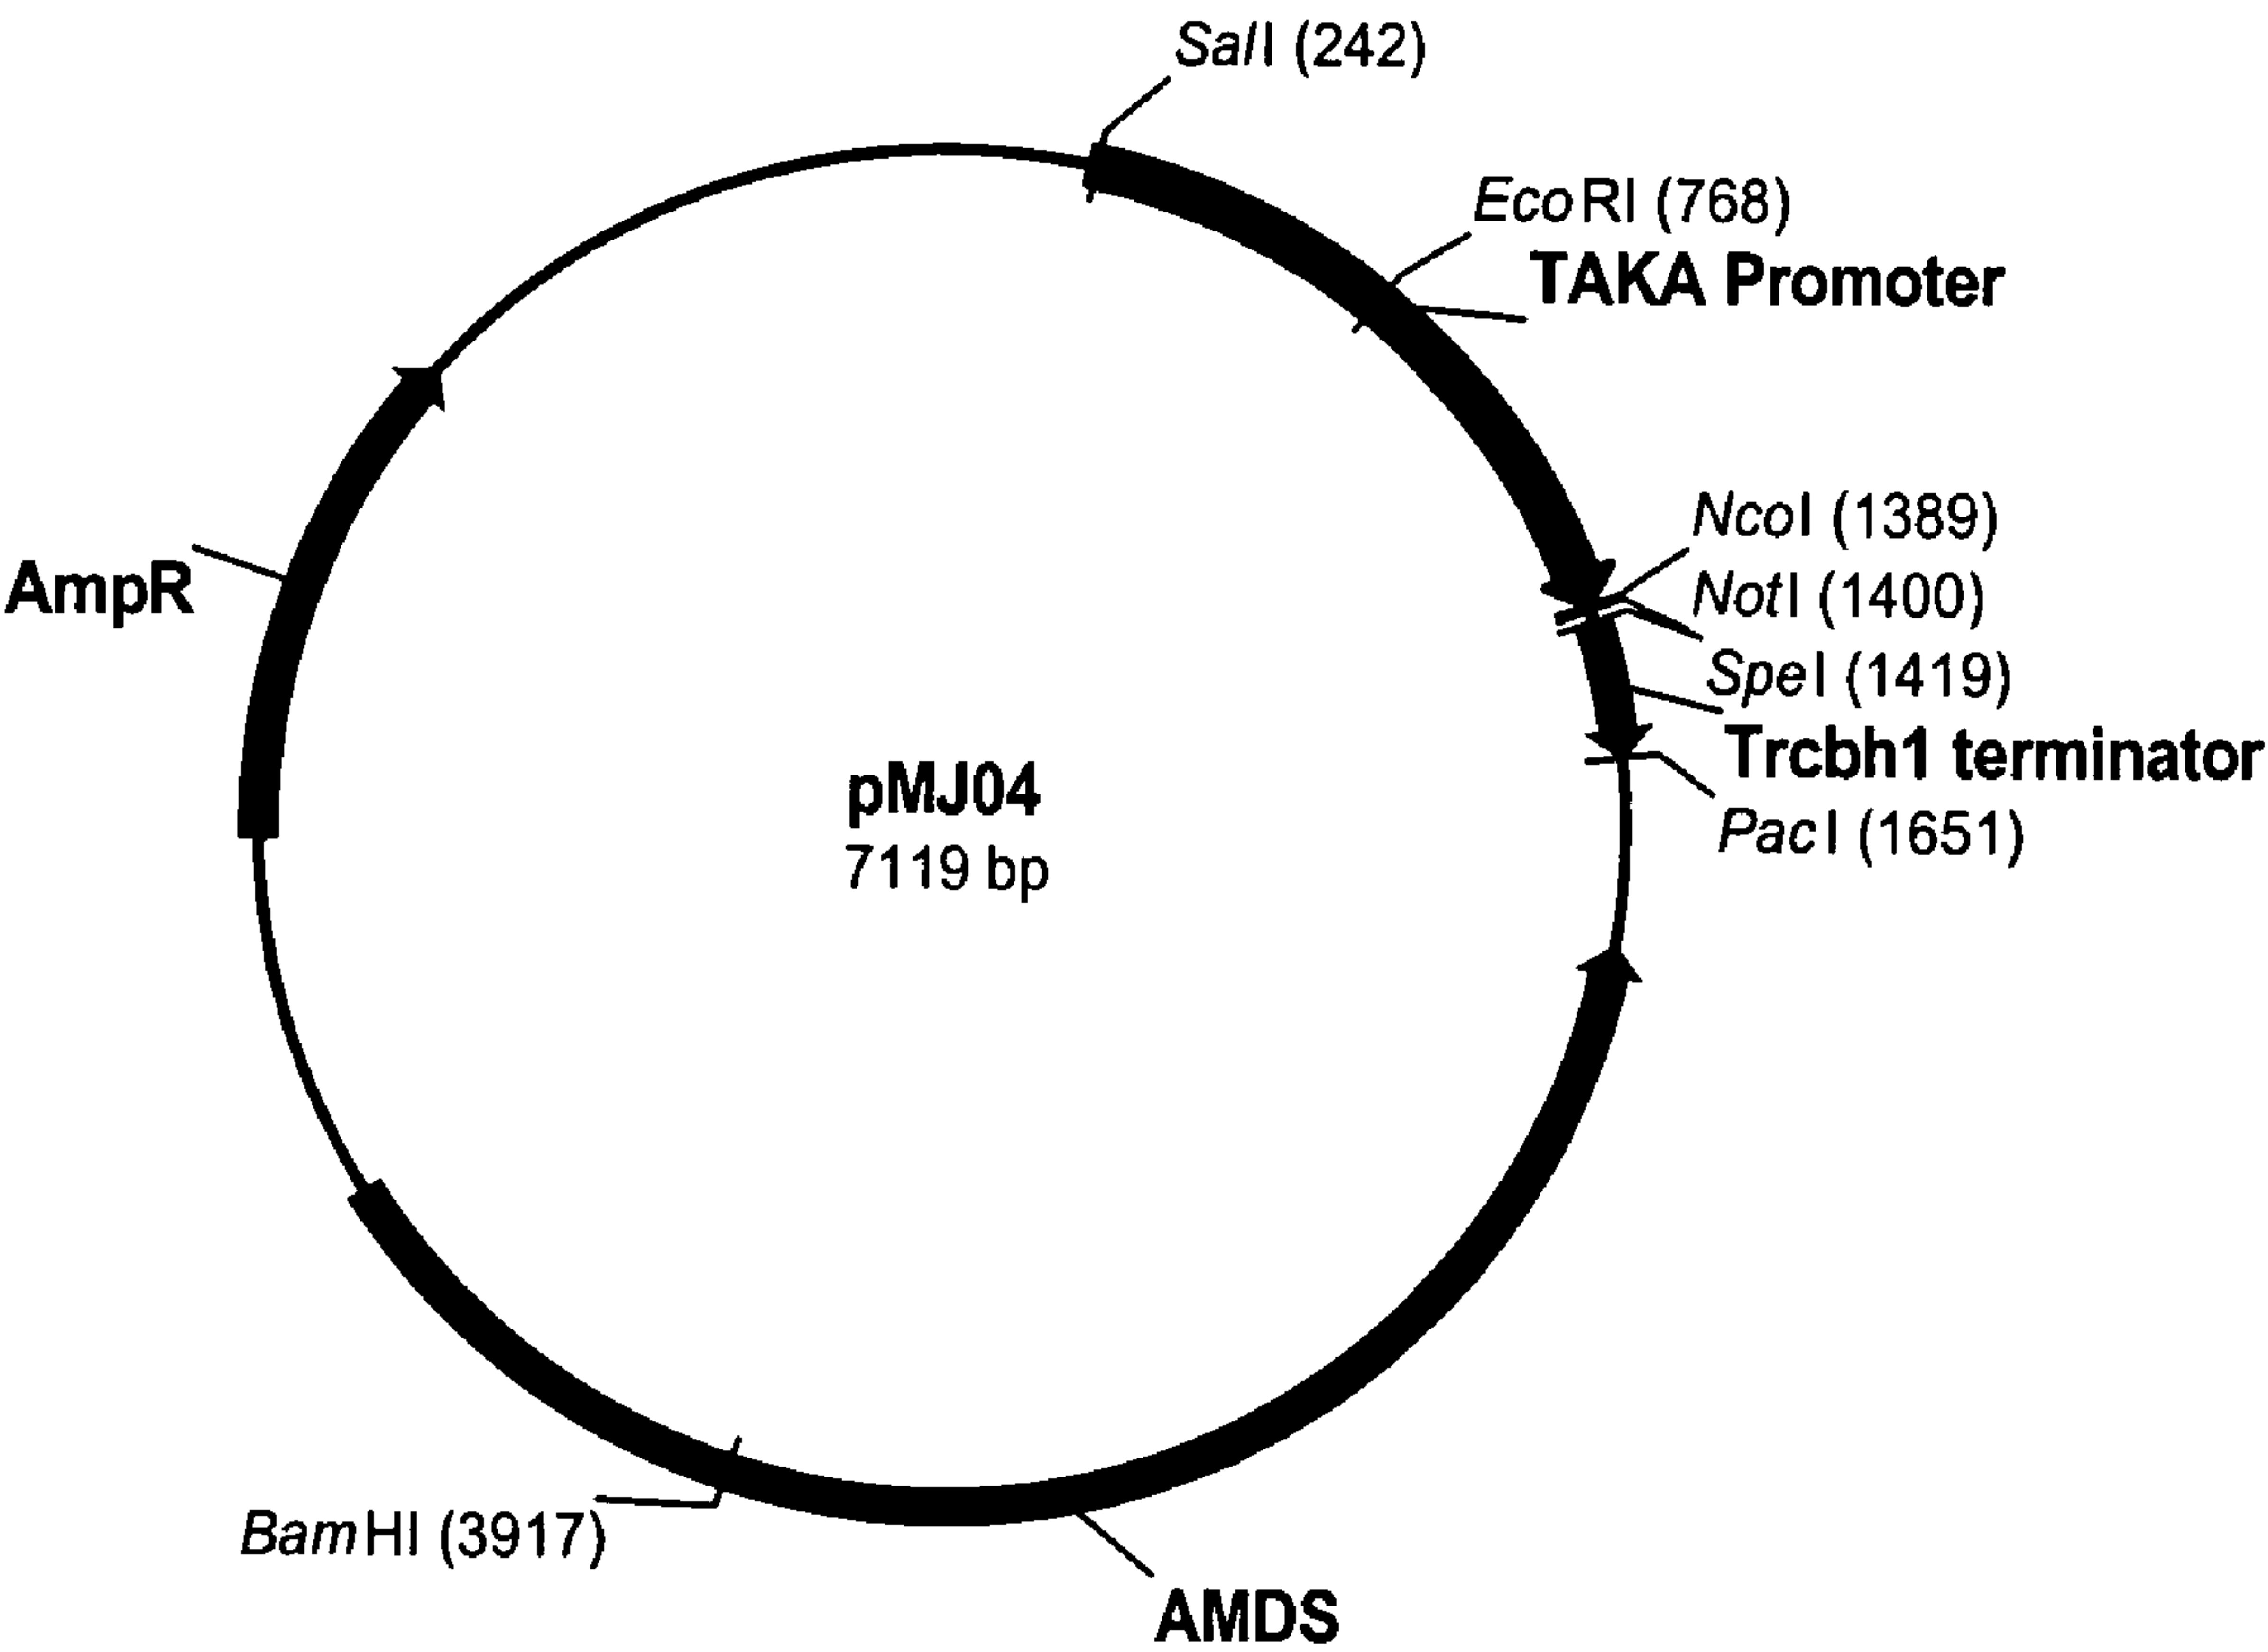 SalI (242)
EcoRI (768)
TAKA Promoter
NcoI (1389)
NotI (1400)
SpeI (1419)
Trcbh1 terminator
PacI (1651)
AmpR
pMJ04
7119 bp
BamHI (3917)
AMDS